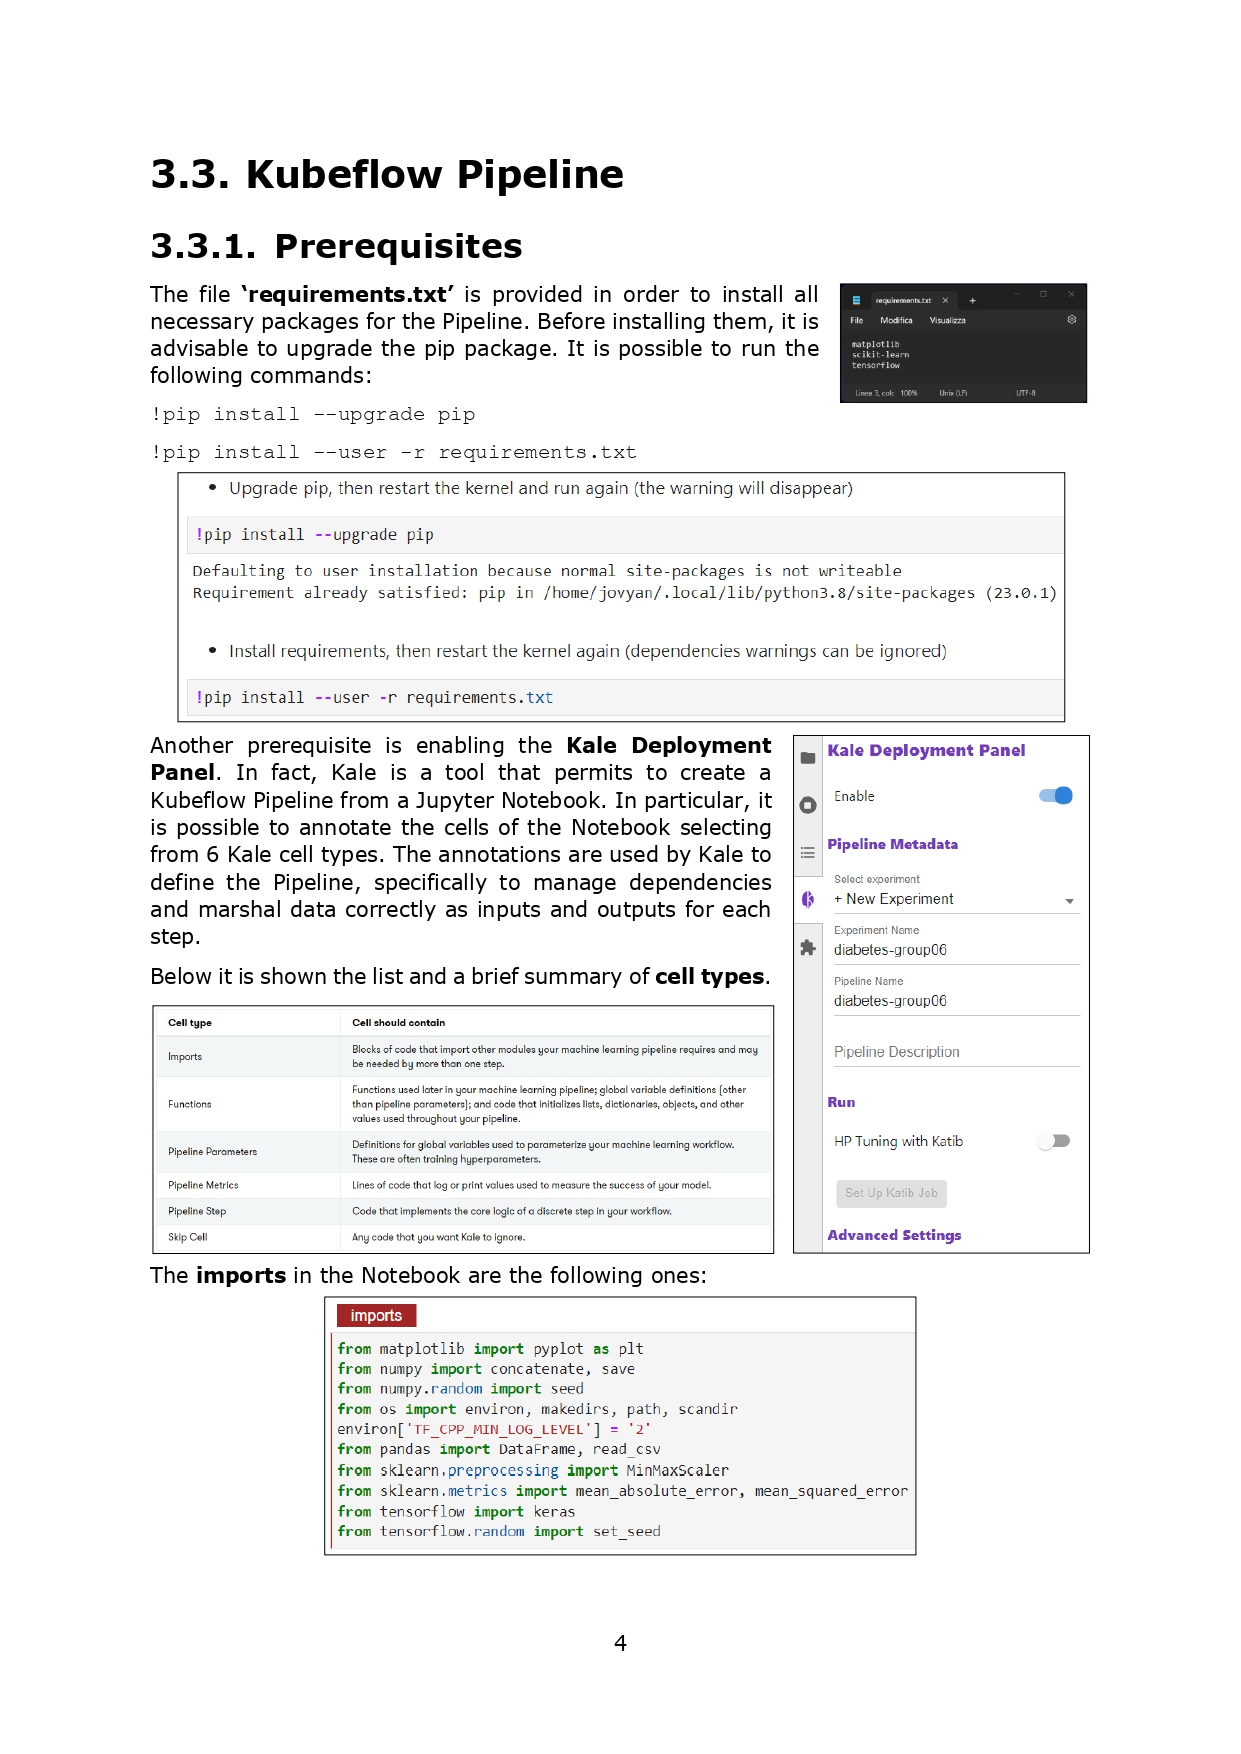 3.3. Kubeflow Pipeline
3.3.1. Prerequisites
The file ‘requirements.txt’ is provided in order to install all
necessary packages for the Pipeline. Before installing them, it is
advisable to upgrade the pip package. It is possible to run the
following commands:
requirements.txt
File Modifica Visualizza
matplotlib
scikit-learn
tensorflow
Linee 3, colc 100% Unix (LF) UTF-8
!pip install --upgrade pip
!pip install --user -r requirements.txt
• Upgrade pip, then restart the kernel and run again (the warning will disappear)
!pip install --upgrade pip
Defaulting to user installation because normal site-packages is not writeable
Requirement already satisfied: pip in /home/jovyan/.local/lib/python3.8/site-packages (23.0.1)
• Install requirements, then restart the kernel again (dependencies warnings can be ignored)
!pip install --user -r requirements.txt
Another prerequisite is enabling the Kale Deployment
Panel. In fact, Kale is a tool that permits to create a
Kubeflow Pipeline from a Jupyter Notebook. In particular, it
is possible to annotate the cells of the Notebook selecting
from 6 Kale cell types. The annotations are used by Kale to
define the Pipeline, specifically to manage dependencies
and marshal data correctly as inputs and outputs for each
step.
Below it is shown the list and a brief summary of cell types.
Kale Deployment Panel
Enable
Pipeline Metadata
Select experiment
+ New Experiment
Experiment Name
diabetes-group06
Pipeline Name
diabetes-group06
Pipeline Description
Run
HP Tuning with Katib
Set Up Katib Job
Advanced Settings
Cell type Cell should contain
Imports Blocks of code that import other modules your machine learning pipeline requires and may
be needed by more than one step.
Functions Functions used later in your machine learning pipeline; global variable definitions (other
than pipeline parameters); and code that initializes lists, dictionaries, objects, and other
values used throughout your pipeline.
Pipeline Parameters Definitions for global variables used to parameterize your machine learning workflow.
These are often training hyperparameters.
Pipeline Metrics Lines of code that log or print values used to measure the success of your model.
Pipeline Step Code that implements the core logic of a discrete step in your workflow.
Skip Cell Any code that you want Kale to ignore.
The imports in the Notebook are the following ones:
imports
from matplotlib import pyplot as plt
from numpy import concatenate, save
from numpy.random import seed
from os import environ, makedirs, path, scandir
environ['TF_CPP_MIN_LOG_LEVEL'] = '2'
from pandas import DataFrame, read_csv
from sklearn.preprocessing import MinMaxScaler
from sklearn.metrics import mean_absolute_error, mean_squared_error
from tensorflow import keras
from tensorflow.random import set_seed
4